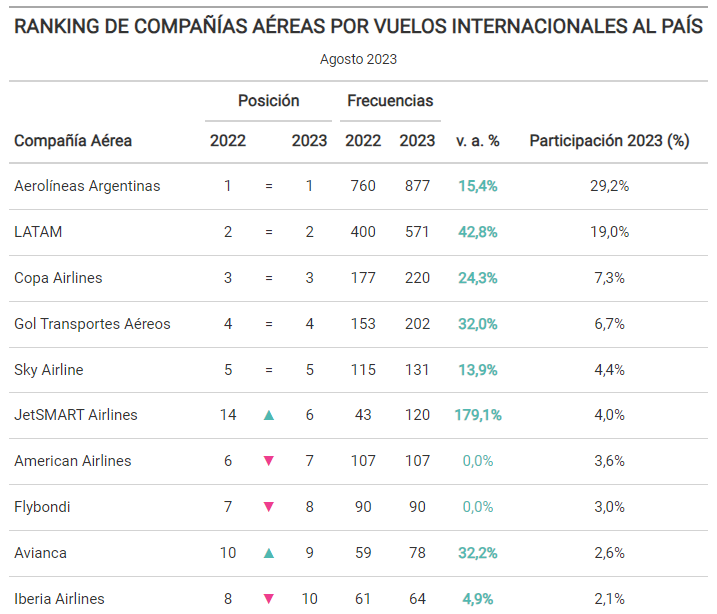 RANKING DE COMPAÑÍAS AÉREAS POR VUELOS INTERNACIONALES AL PAÍS
Agosto 2023
Posición Frecuencias
Compañía Aérea 2022 2023 2022 2023 v. a. % Participación 2023 (%)
Aerolíneas Argentinas 1 = 1 760 877 15,4% 29,2%
LATAM 2 = 2 400 571 42,8% 19,0%
Copa Airlines 3 = 3 177 220 24,3% 7,3%
Gol Transportes Aéreos 4 = 4 153 202 32,0% 6,7%
Sky Airline 5 = 5 115 131 13,9% 4,4%
JetSMART Airlines 14 ▲ 6 43 120 179,1% 4,0%
American Airlines 6 ▼ 7 107 107 0,0% 3,6%
Flybondi 7 ▼ 8 90 90 0,0% 3,0%
Avianca 10 ▲ 9 59 78 32,2% 2,6%
Iberia Airlines 8 ▼ 10 61 64 4,9% 2,1%